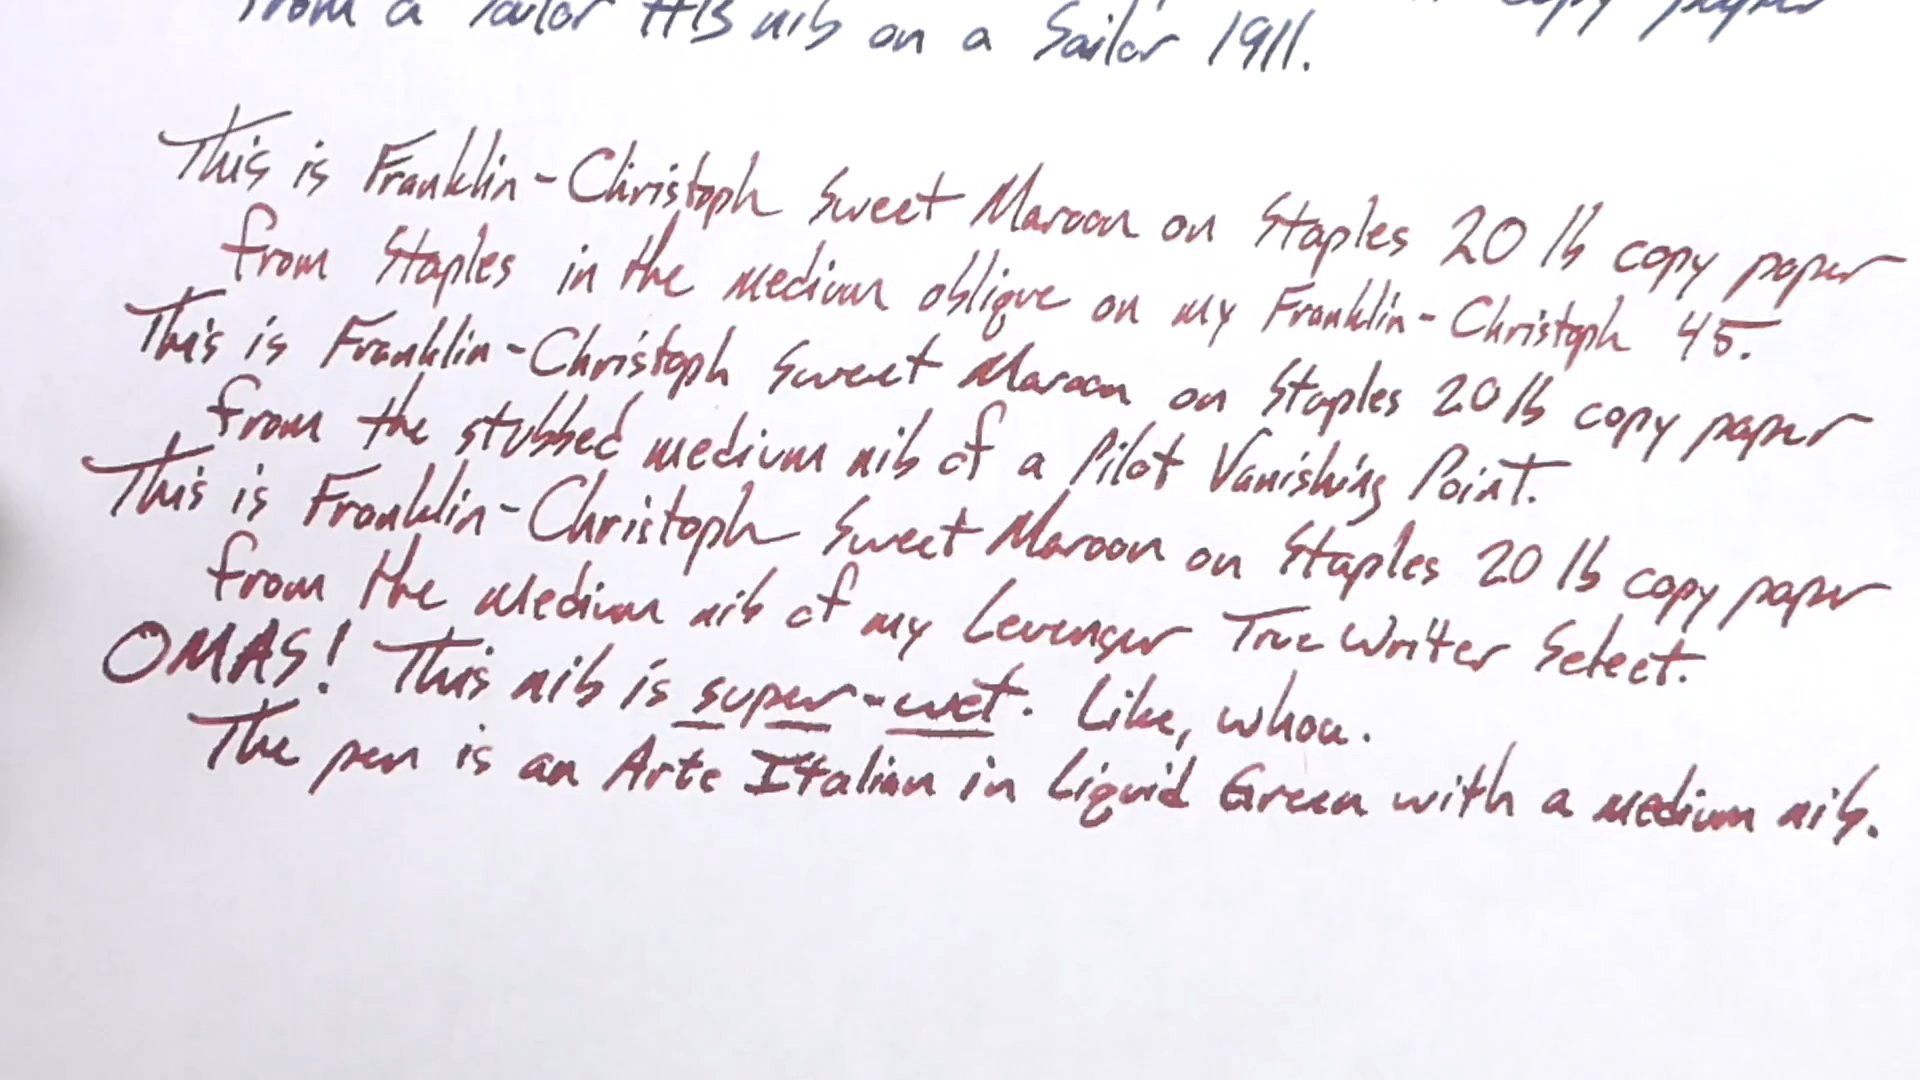 from a Sailor HB nib on a Sailor 1911. copy paper
This is Franklin-Christoph Sweet Maroon on Staples 20 lb copy paper
from Staples in the medium oblique on my Franklin-Christoph 45.
This is Franklin-Christoph Sweet Maroon on Staples 20 lb copy paper
from the stubbed medium nib of a Pilot Vanishing Point.
This is Franklin-Christoph Sweet Maroon on Staples 20 lb copy paper
from the medium nib of my Levenger True Writer Select.
OMAS! This nib is super-wet. Like, whoa.
The pen is an Arte Italian in Liquid Green with a medium nib.